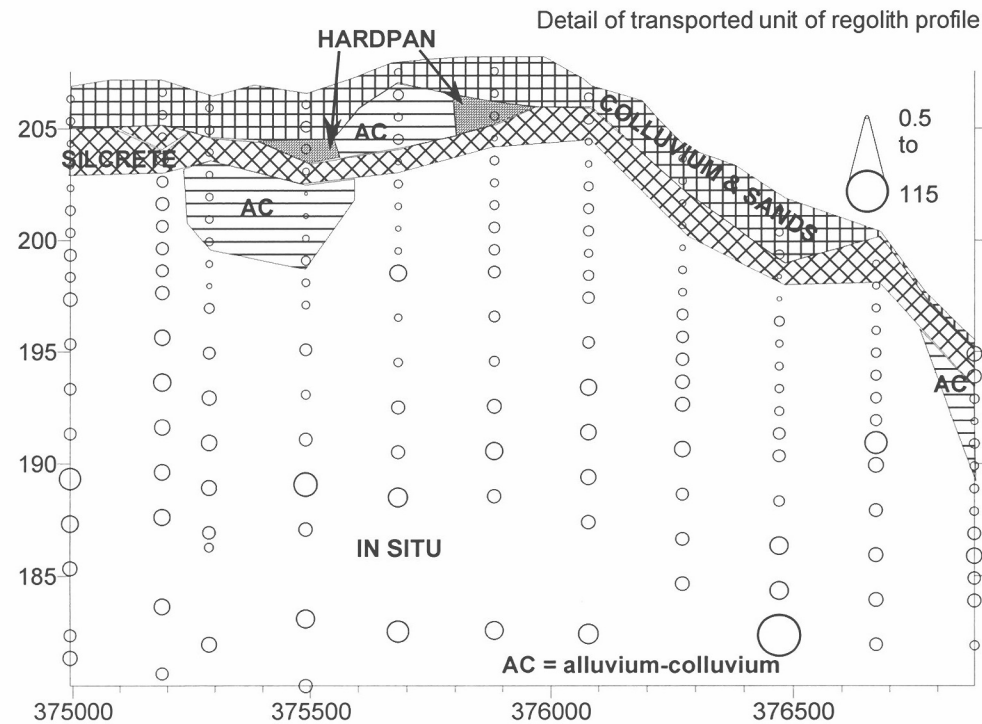 Detail of transported unit of regolith profile
HARDPAN
205
AC
COLLUVIUM & SANDS
0.5
to
115
SILCRETE
AC
200
195
AC
190
IN SITU
185
AC = alluvium-colluvium
375000 375500 376000 376500